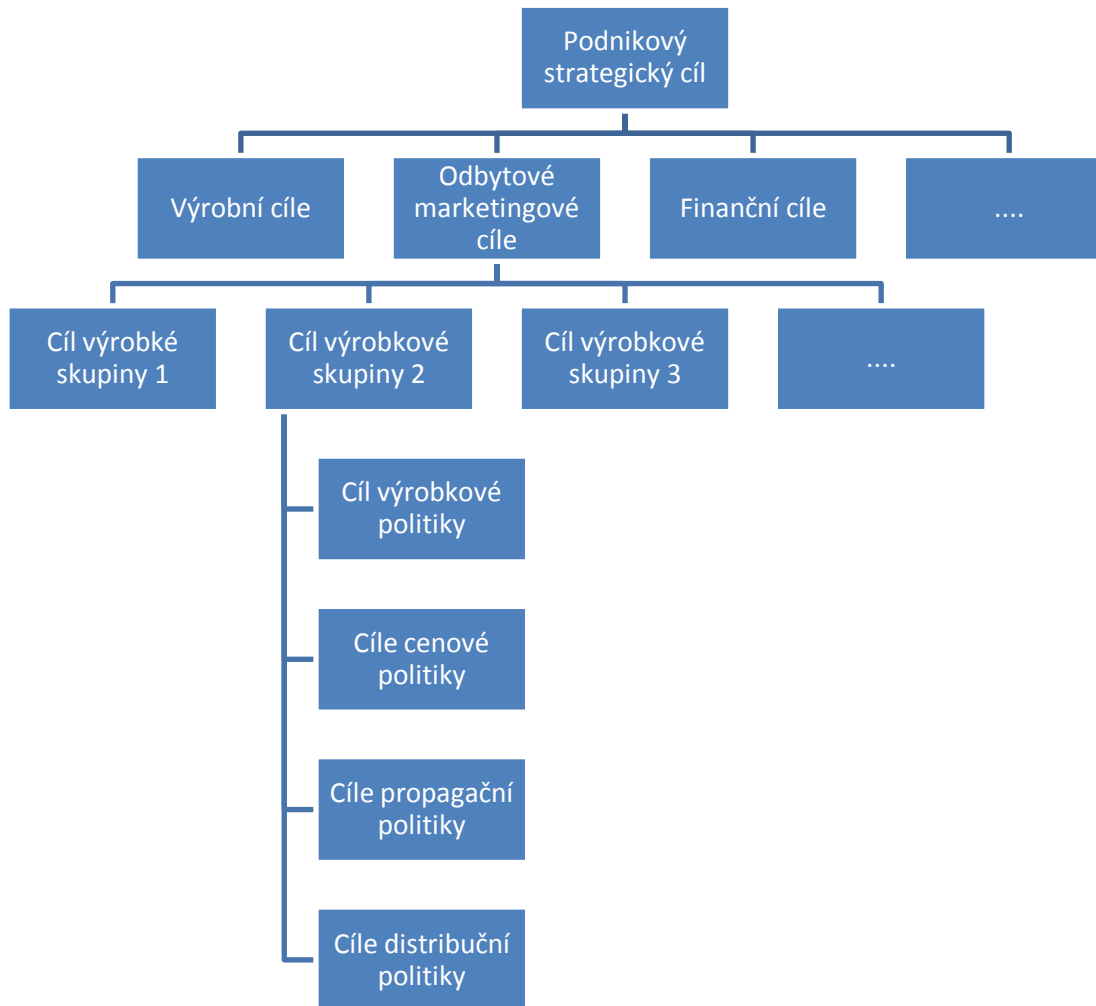 Podnikový
strategický cíl
Výrobní cíle
Odbytové
marketingové
cíle
Finanční cíle
....
Cíl výrobké
skupiny 1
Cíl výrobkové
skupiny 2
Cíl výrobkové
skupiny 3
....
Cíl výrobkové
politiky
Cíle cenové
politiky
Cíle propagační
politiky
Cíle distribuční
politiky